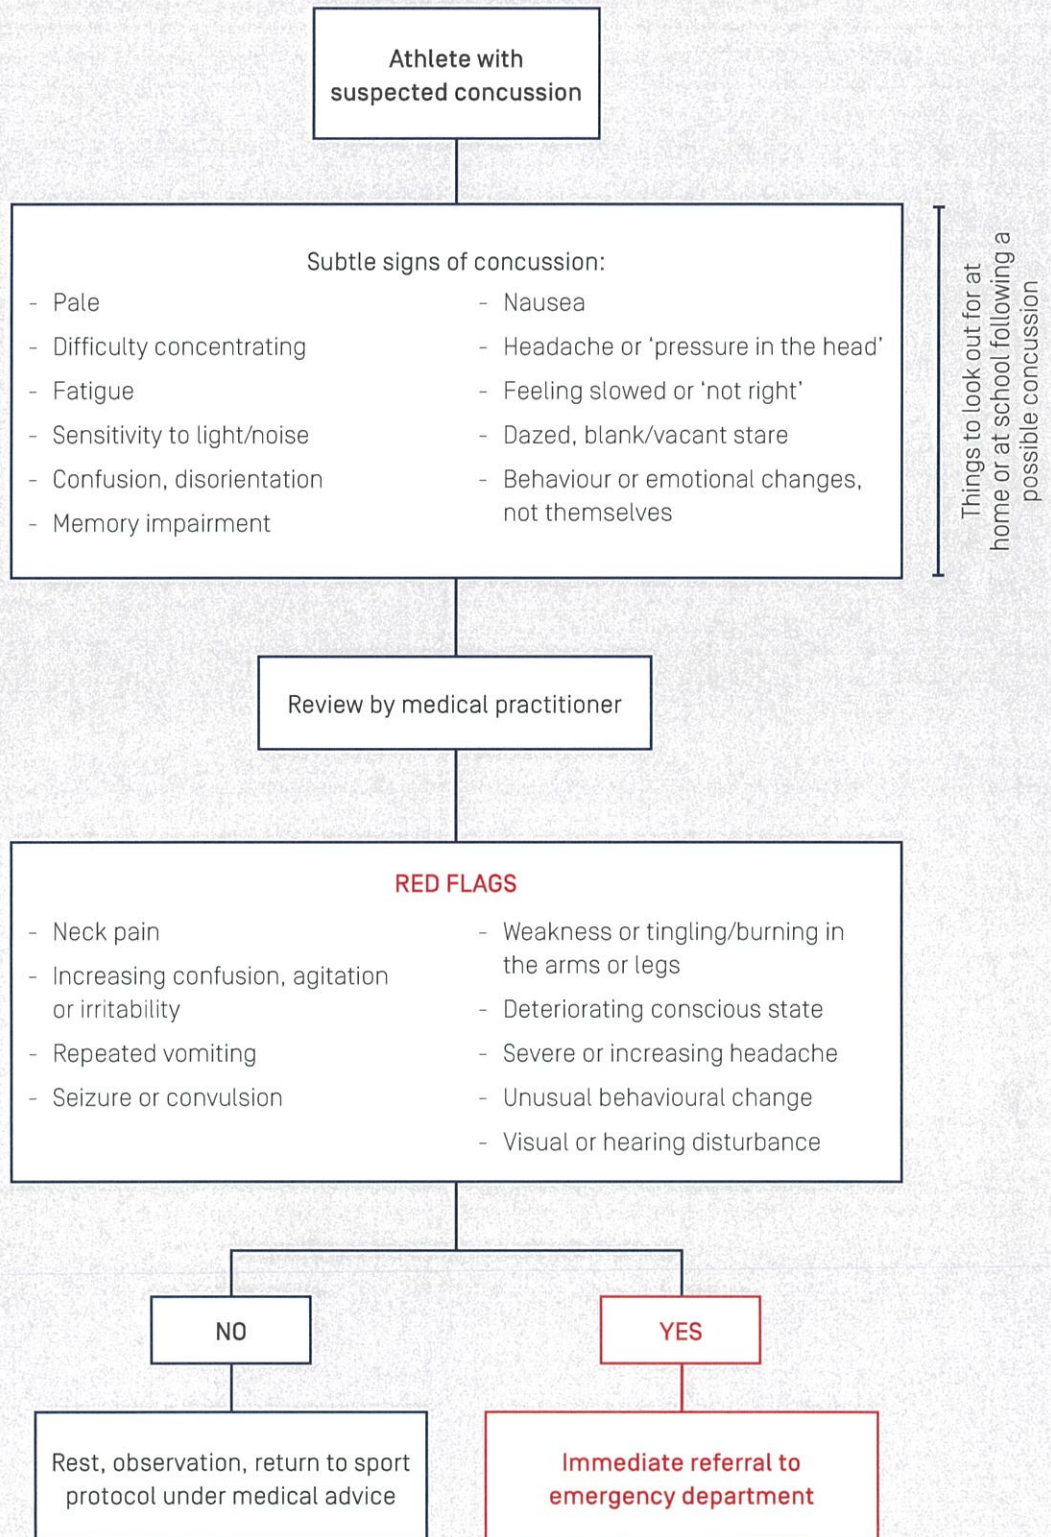 Athlete with
suspected concussion
Subtle signs of concussion:
- Pale
- Difficulty concentrating
- Fatigue
- Sensitivity to light/noise
- Confusion, disorientation
- Memory impairment
- Nausea
- Headache or ‘pressure in the head’
- Feeling slowed or ‘not right’
- Dazed, blank/vacant stare
- Behaviour or emotional changes,
not themselves
Things to look out for at
home or at school following a
possible concussion
Review by medical practitioner
RED FLAGS
- Neck pain
- Increasing confusion, agitation
or irritability
- Repeated vomiting
- Seizure or convulsion
- Weakness or tingling/burning in
the arms or legs
- Deteriorating conscious state
- Severe or increasing headache
- Unusual behavioural change
- Visual or hearing disturbance
NO
YES
Rest, observation, return to sport
protocol under medical advice
Immediate referral to
emergency department